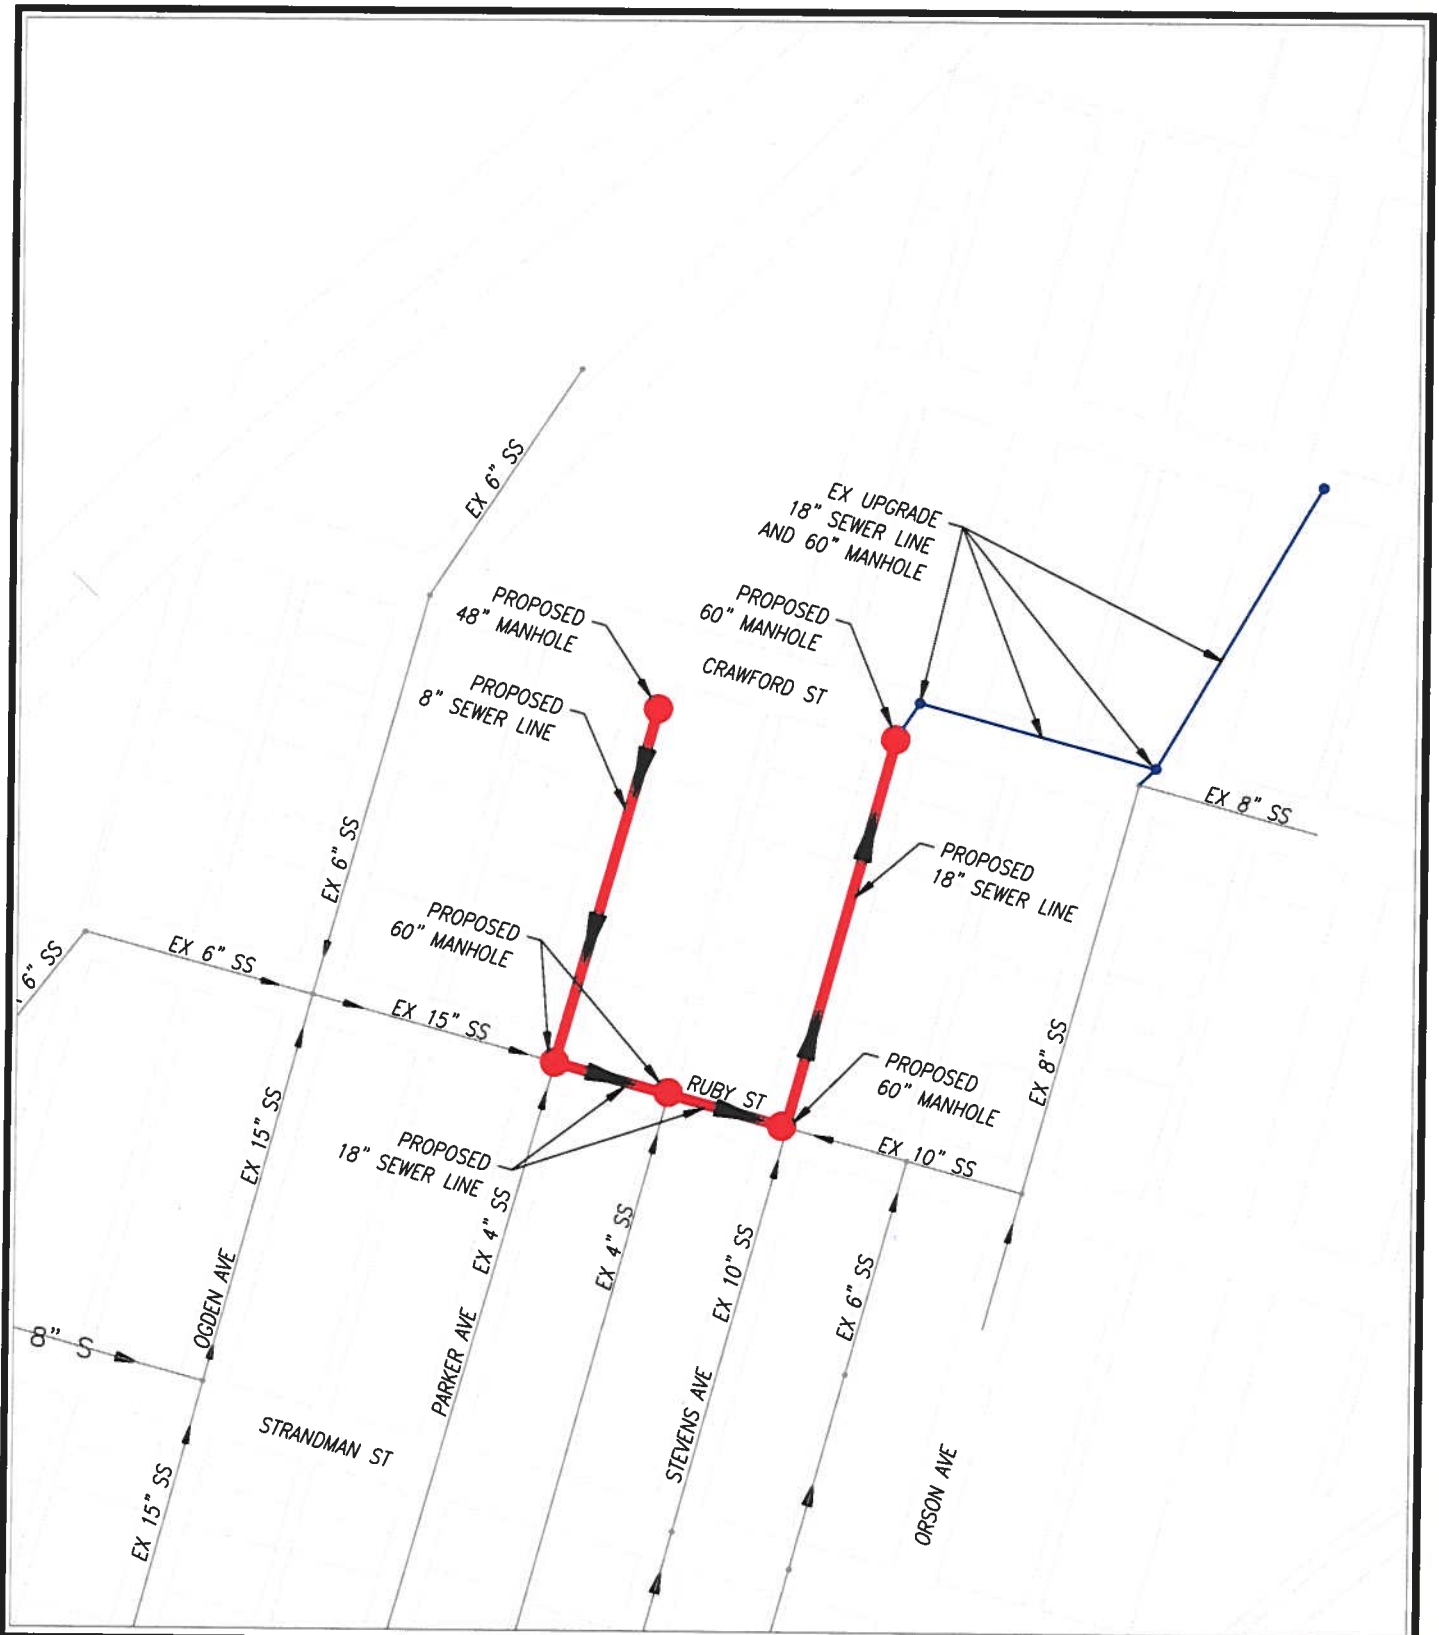 EX 6" SS
EX UPGRADE
18" SEWER LINE
AND 60" MANHOLE
PROPOSED
48" MANHOLE
PROPOSED
60" MANHOLE
CRAWFORD ST
PROPOSED
8" SEWER LINE
EX 8" SS
EX 6" SS
PROPOSED
18" SEWER LINE
PROPOSED
60" MANHOLE
6" SS
EX 6" SS
EX 15" SS
EX 8" SS
RUBY ST
PROPOSED
60" MANHOLE
EX 15" SS
PROPOSED
18" SEWER LINE
EX 10" SS
EX 4" SS
EX 4" SS
EX 10" SS
EX 6" SS
OGDEN AVE
8" S
PARKER AVE
STEVENS AVE
STRANDMAN ST
ORSON AVE
EX 15" SS